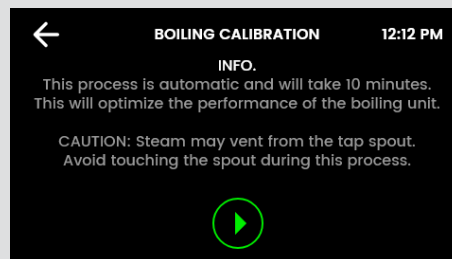 BOILING CALIBRATION 12:12 PM
INFO.
This process is automatic and will take 10 minutes.
This will optimize the performance of the boiling unit.
CAUTION: Steam may vent from the tap spout.
Avoid touching the spout during this process.